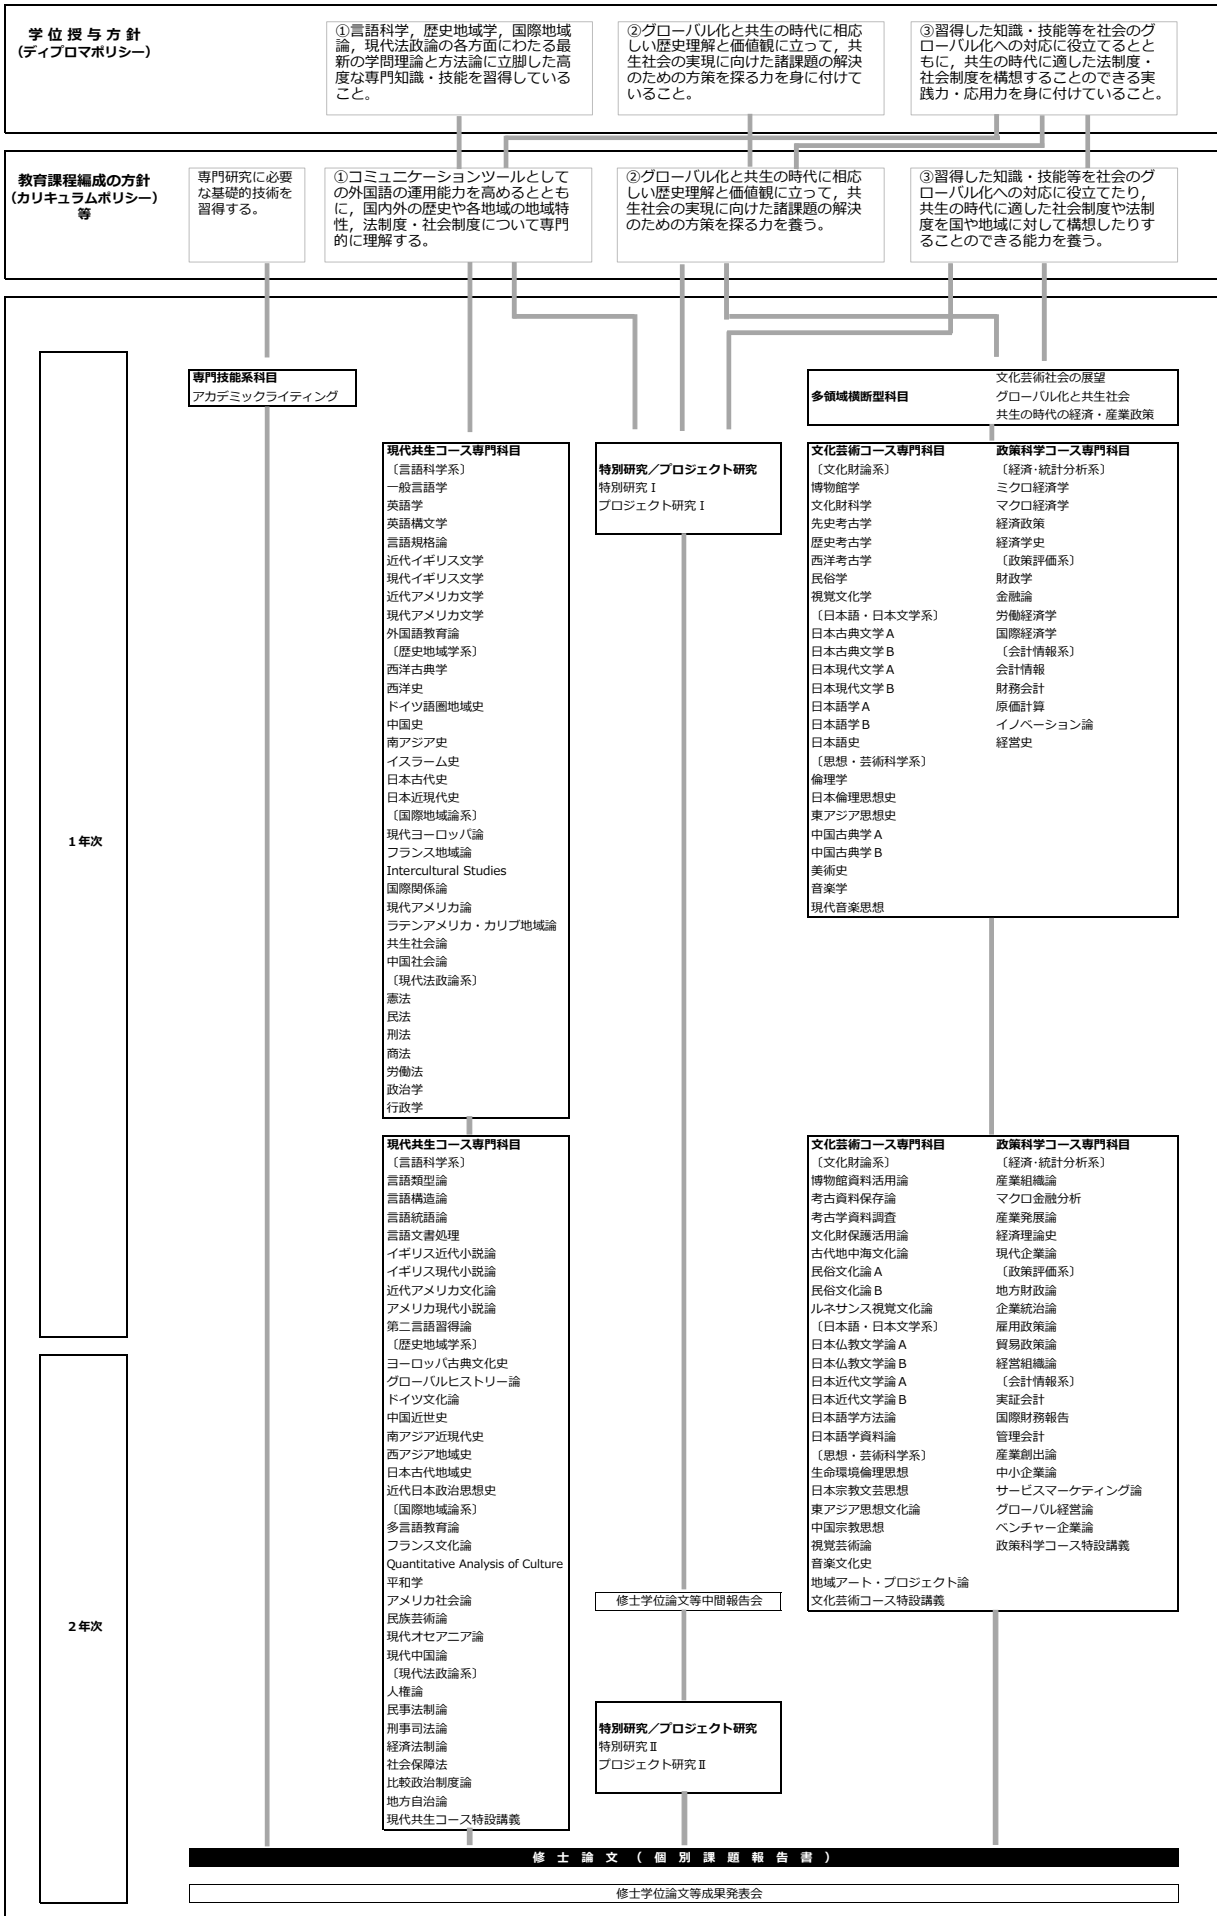 学 位 授 与 方 針
（ディプロマポリシー）
①言語科学，歴史地域学，国際地域
論，現代法政論の各方面にわたる最
新の学問理論と方法論に立脚した高
度な専門知識・技能を習得している
こと。
②グローバル化と共生の時代に相応
しい歴史理解と価値観に立って，共
生社会の実現に向けた諸課題の解決
のための方策を探る力を身に付けて
いること。
③習得した知識・技能等を社会のグ
ローバル化への対応に役立てるとと
もに，共生の時代に適した法制度・
社会制度を構想することのできる実
践力・応用力を身に付けていること。
教育課程編成の方針
（カリキュラムポリシー）
等
専門研究に必要
な基礎的技術を
習得する。
①コミュニケーションツールとして
の外国語の運用能力を高めるととも
に，国内外の歴史や各地域の地域特
性，法制度・社会制度について専門
的に理解する。
②グローバル化と共生の時代に相応
しい歴史理解と価値観に立って，共
生社会の実現に向けた諸課題の解決
のための方策を探る力を養う。
③習得した知識・技能等を社会のグ
ローバル化への対応に役立てたり，
共生の時代に適した社会制度や法制
度を国や地域に対して構想したりす
ることのできる能力を養う。
1年次
専門技能系科目
アカデミックライティング
多領域横断型科目
文化芸術社会の展望
グローバル化と共生社会
共生の時代の経済・産業政策
現代共生コース専門科目
〔言語科学系〕
一般言語学
英語学
英語構文学
言語規格論
近代イギリス文学
現代イギリス文学
近代アメリカ文学
現代アメリカ文学
外国語教育論
〔歴史地域学系〕
西洋古典学
西洋史
ドイツ語圏地域史
中国史
南アジア史
イスラーム史
日本古代史
日本近現代史
〔国際地域論系〕
現代ヨーロッパ論
フランス地域論
Intercultural Studies
国際関係論
現代アメリカ論
ラテンアメリカ・カリブ地域論
共生社会論
中国社会論
〔現代法政論系〕
憲法
民法
刑法
商法
労働法
政治学
行政学
特別研究／プロジェクト研究
特別研究Ⅰ
プロジェクト研究Ⅰ
文化芸術コース専門科目
〔文化財論系〕
博物館学
文化財科学
先史考古学
歴史考古学
西洋考古学
民俗学
視覚文化学
〔日本語・日本文学系〕
日本古典文学Ａ
日本古典文学Ｂ
日本現代文学Ａ
日本現代文学Ｂ
日本語学Ａ
日本語学Ｂ
日本語史
〔思想・芸術科学系〕
倫理学
日本倫理思想史
東アジア思想史
中国古典学Ａ
中国古典学Ｂ
美術史
音楽学
現代音楽思想
政策科学コース専門科目
〔経済･統計分析系〕
ミクロ経済学
マクロ経済学
経済政策
経済学史
〔政策評価系〕
財政学
金融論
労働経済学
国際経済学
〔会計情報系〕
会計情報
財務会計
原価計算
イノベーション論
経営史
現代共生コース専門科目
〔言語科学系〕
言語類型論
言語構造論
言語統語論
言語文書処理
イギリス近代小説論
イギリス現代小説論
近代アメリカ文化論
アメリカ現代小説論
第二言語習得論
〔歴史地域学系〕
ヨーロッパ古典文化史
グローバルヒストリー論
ドイツ文化論
中国近世史
南アジア近現代史
西アジア地域史
日本古代地域史
近代日本政治思想史
〔国際地域論系〕
多言語教育論
フランス文化論
Quantitative Analysis of Culture
平和学
アメリカ社会論
民族芸術論
現代オセアニア論
現代中国論
〔現代法政論系〕
人権論
民事法制論
刑事司法論
経済法制論
社会保障法
比較政治制度論
地方自治論
現代共生コース特設講義
文化芸術コース専門科目
〔文化財論系〕
博物館資料活用論
考古資料保存論
考古学資料調査
文化財保護活用論
古代地中海文化論
民俗文化論Ａ
民俗文化論Ｂ
ルネサンス視覚文化論
〔日本語・日本文学系〕
日本仏教文学論Ａ
日本仏教文学論Ｂ
日本近代文学論Ａ
日本近代文学論Ｂ
日本語学方法論
日本語学資料論
〔思想・芸術科学系〕
生命環境倫理思想
日本宗教文芸思想
東アジア思想文化論
中国宗教思想
視覚芸術論
音楽文化史
地域アート・プロジェクト論
文化芸術コース特設講義
政策科学コース専門科目
〔経済･統計分析系〕
産業組織論
マクロ金融分析
産業発展論
経済理論史
現代企業論
〔政策評価系〕
地方財政論
企業統治論
雇用政策論
貿易政策論
経営組織論
〔会計情報系〕
実証会計
国際財務報告
管理会計
産業創出論
中小企業論
サービスマーケティング論
グローバル経営論
ベンチャー企業論
政策科学コース特設講義
2年次
修士学位論文等中間報告会
特別研究／プロジェクト研究
特別研究Ⅱ
プロジェクト研究Ⅱ
修 士 論 文 （ 個 別 課 題 報 告 書 ）
修士学位論文等成果発表会